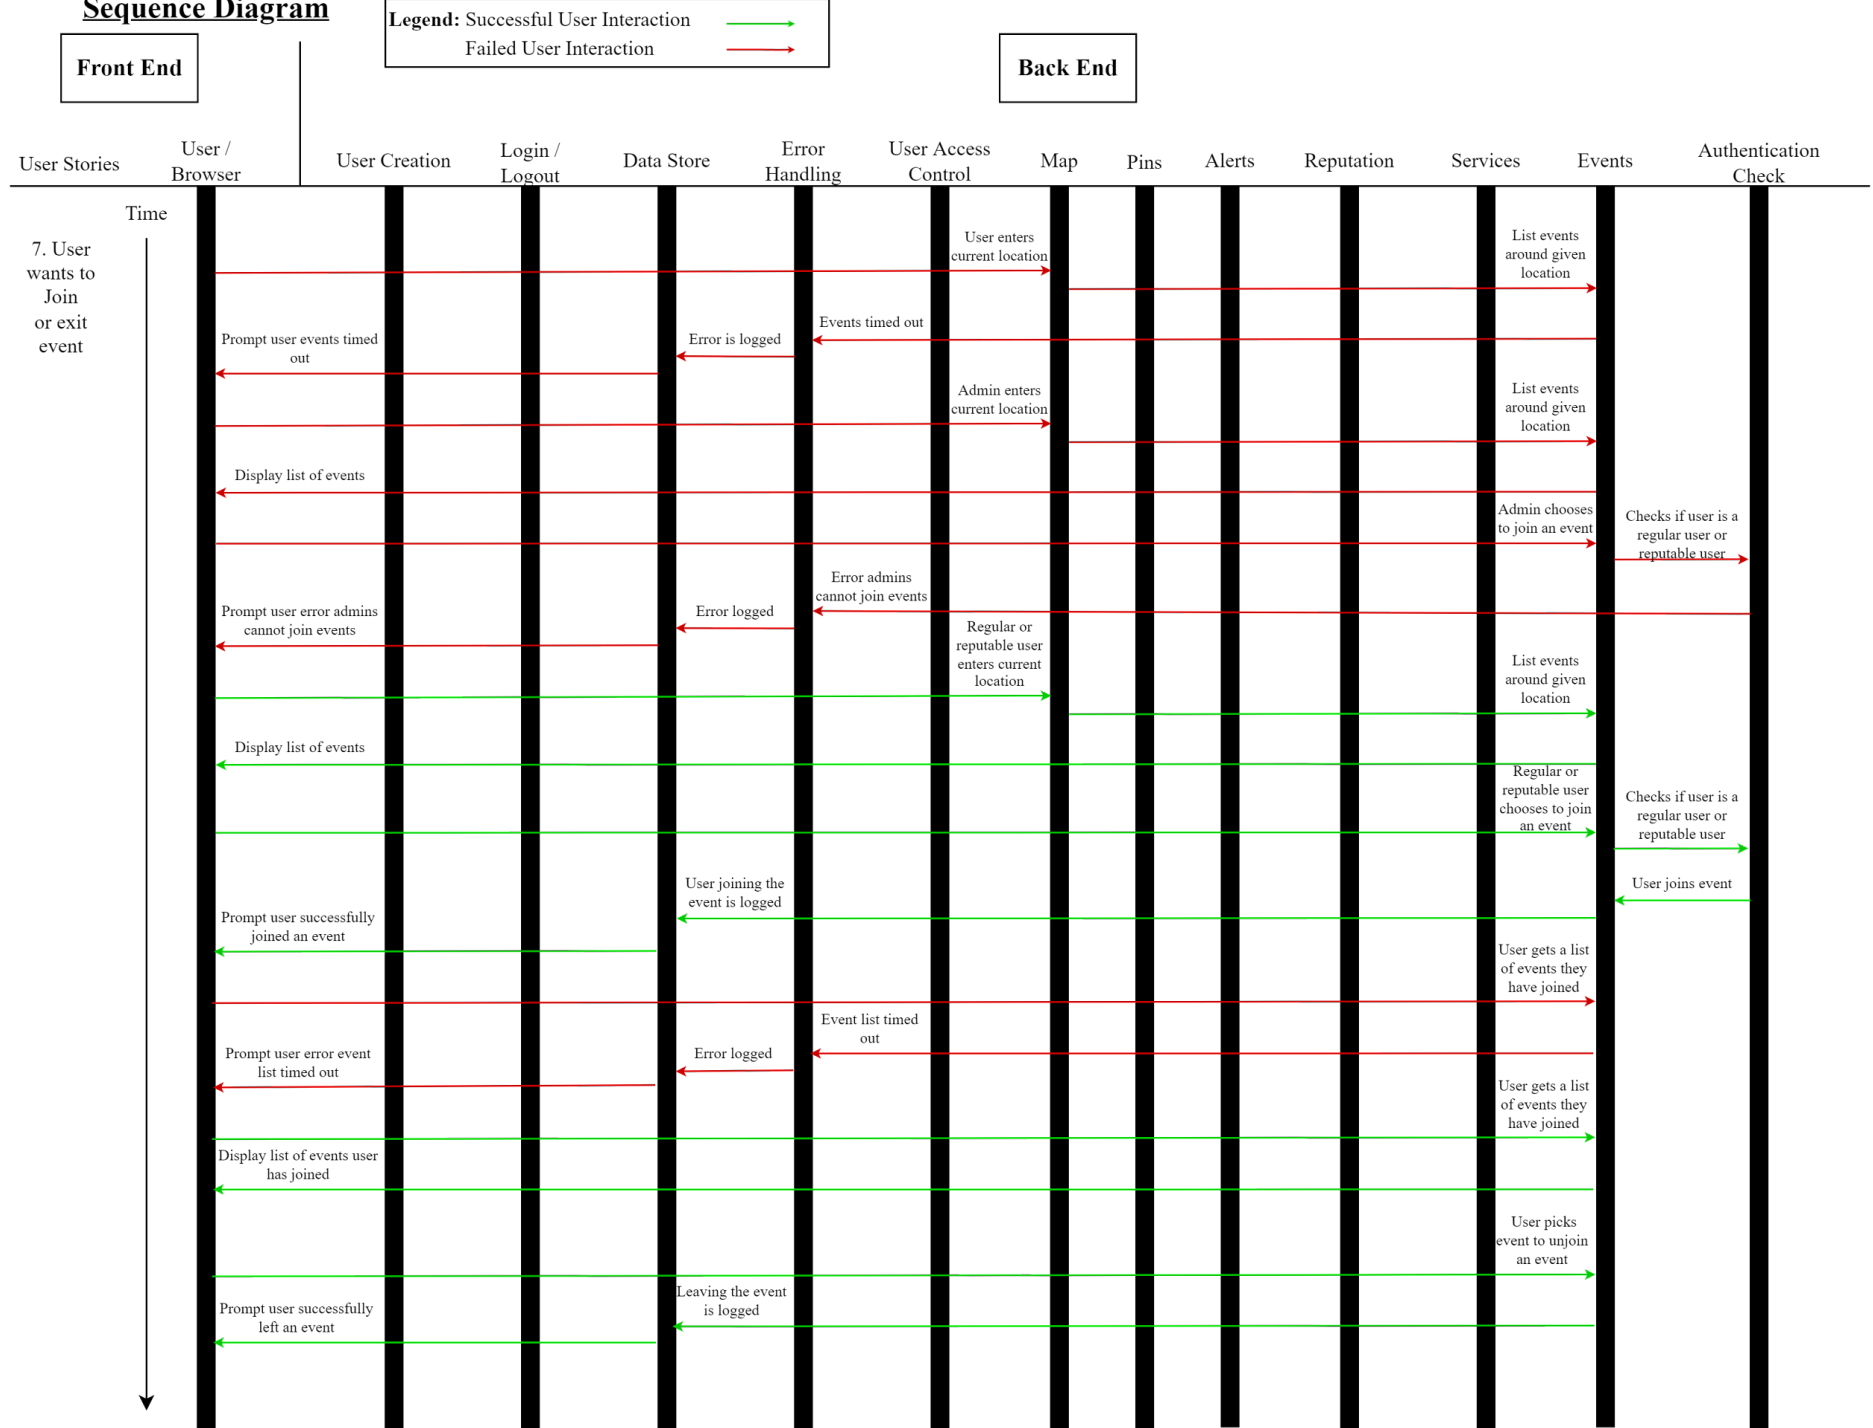 Sequence Diagram
Legend: Successful User Interaction
Failed User Interaction
Front End
Back End
User Stories
User /
Browser
User Creation
Login /
Logout
Data Store
Error
Handling
User Access
Control
Map
Pins
Alerts
Reputation
Services
Events
Authentication
Check
Time
7. User
wants to
Join
or exit
event
User enters
current location
List events
around given
location
Events timed out
Error is logged
Prompt user events timed
out
Admin enters
current location
List events
around given
location
Display list of events
Admin chooses
to join an event
Checks if user is a
regular user or
reputable user
Error admins
cannot join events
Error logged
Prompt user error admins
cannot join events
Regular or
reputable user
enters current
location
List events
around given
location
Display list of events
Regular or
reputable user
chooses to join
an event
Checks if user is a
regular user or
reputable user
User joins event
User joining the
event is logged
Prompt user successfully
joined an event
User gets a list
of events they
have joined
Event list timed
out
Error logged
Prompt user error event
list timed out
User gets a list
of events they
have joined
Display list of events user
has joined
User picks
event to unjoin
an event
Leaving the event
is logged
Prompt user successfully
left an event